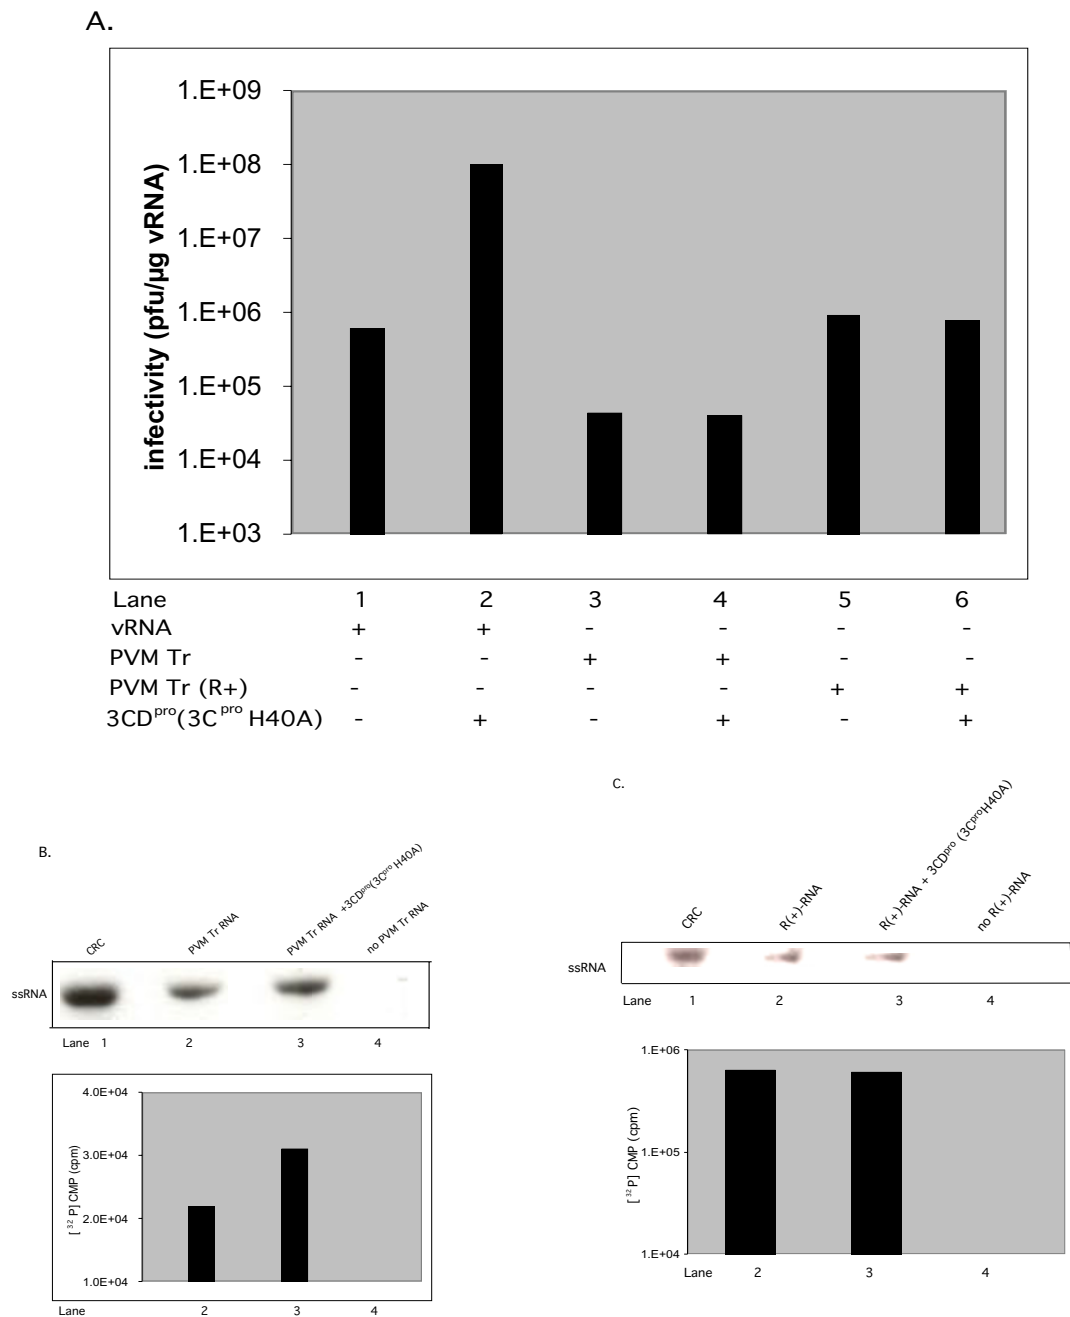 A.
infectivity (pfu/µg vRNA)
1.E+09
1.E+08
1.E+07
1.E+06
1.E+05
1.E+04
1.E+03
Lane 1 2 3 4 5 6
vRNA + + - - - -
PVM Tr - - + + - -
PVM Tr (R+) - - - - + +
3CDpro(3Cpro H40A) - + - + - +
B.
CRC
PVM Tr RNA
PVM Tr RNA +3CDpro(3Cpro H40A)
no PVM Tr RNA
ssRNA
Lane 1 2 3 4
[32P] CMP (cpm)
4.0E+04
3.0E+04
2.0E+04
1.0E+04
Lane 2 3 4
C.
CRC
R(+)-RNA
R(+)-RNA + 3CDpro (3CproH40A)
no R(+)-RNA
ssRNA
Lane 1 2 3 4
[32P] CMP (cpm)
1.E+06
1.E+05
1.E+04
Lane 2 3 4